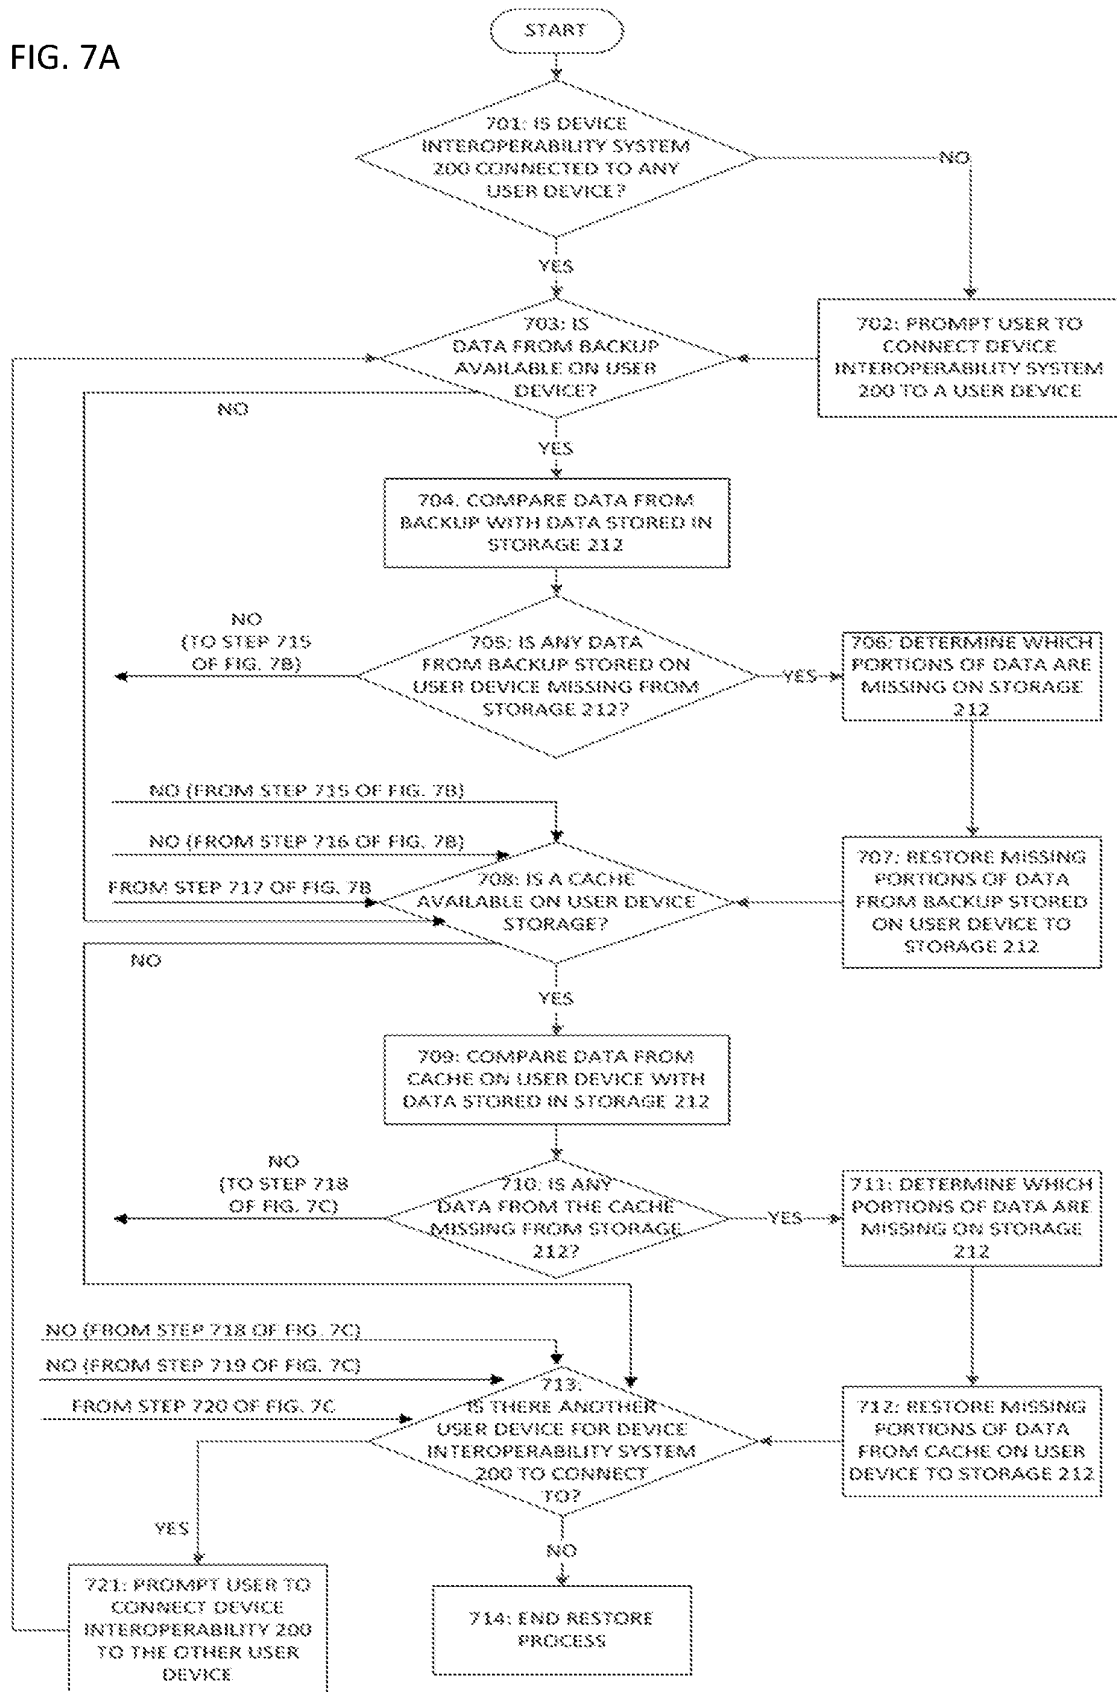 FIG. 7A
START
701: IS DEVICE
INTEROPERABILITY SYSTEM
200 CONNECTED TO ANY
USER DEVICE?
NO
YES
702: PROMPT USER TO
CONNECT DEVICE
INTEROPERABILITY SYSTEM
200 TO A USER DEVICE
703: IS
DATA FROM BACKUP
AVAILABLE ON USER
DEVICE?
NO
YES
704. COMPARE DATA FROM
BACKUP WITH DATA STORED IN
STORAGE 212
NO
(TO STEP 715
OF FIG. 7B)
705: IS ANY DATA
FROM BACKUP STORED ON
USER DEVICE MISSING FROM
STORAGE 212?
YES
706: DETERMINE WHICH
PORTIONS OF DATA ARE
MISSING ON STORAGE
212
NO (FROM STEP 715 OF FIG. 7B)
NO (FROM STEP 716 OF FIG. 7B)
FROM STEP 717 OF FIG. 7B
708: IS A CACHE
AVAILABLE ON USER DEVICE
STORAGE?
707: RESTORE MISSING
PORTIONS OF DATA
FROM BACKUP STORED
ON USER DEVICE TO
STORAGE 212
NO
YES
709: COMPARE DATA FROM
CACHE ON USER DEVICE WITH
DATA STORED IN STORAGE 212
NO
(TO STEP 718
OF FIG. 7C)
710: IS ANY
DATA FROM THE CACHE
MISSING FROM STORAGE
212?
YES
711: DETERMINE WHICH
PORTIONS OF DATA ARE
MISSING ON STORAGE
212
NO (FROM STEP 718 OF FIG. 7C)
NO (FROM STEP 719 OF FIG. 7C)
FROM STEP 720 OF FIG. 7C
713:
IS THERE ANOTHER
USER DEVICE FOR DEVICE
INTEROPERABILITY SYSTEM
200 TO CONNECT
TO?
712: RESTORE MISSING
PORTIONS OF DATA
FROM CACHE ON USER
DEVICE TO STORAGE 212
YES
NO
721: PROMPT USER TO
CONNECT DEVICE
INTEROPERABILITY 200
TO THE OTHER USER
DEVICE
714: END RESTORE
PROCESS